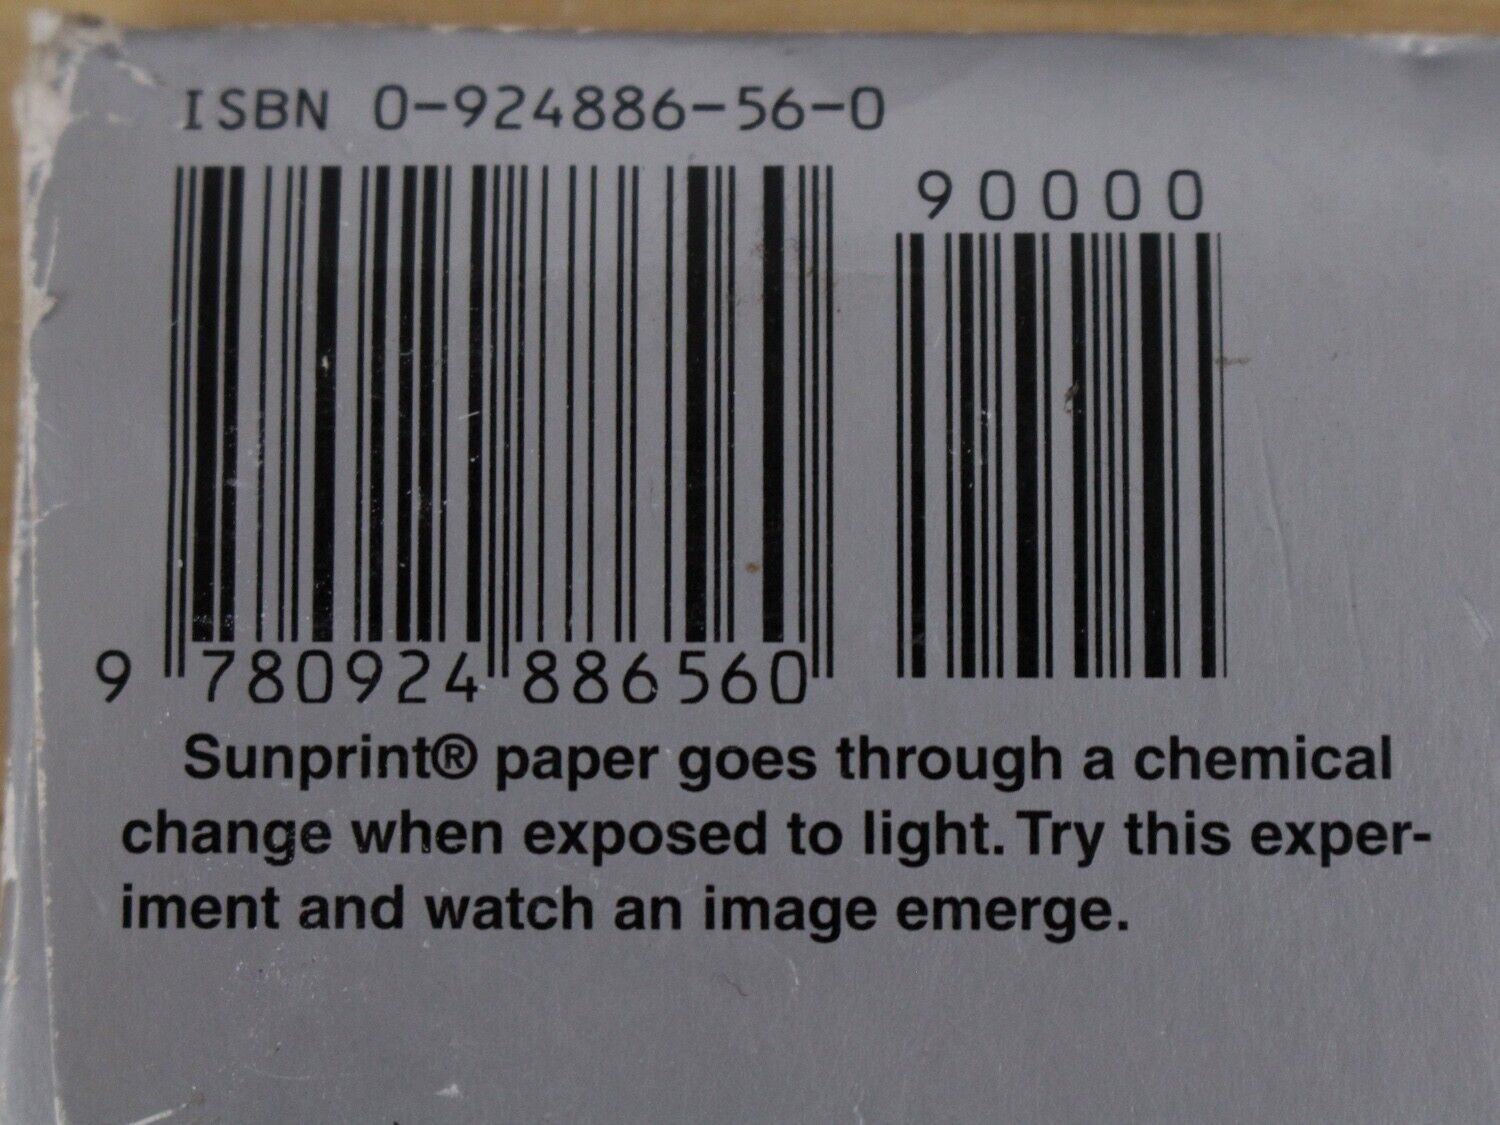 ISBN 0-924886-56-0
90000
9 780924 886560
Sunprint® paper goes through a chemical
change when exposed to light. Try this exper-
iment and watch an image emerge.